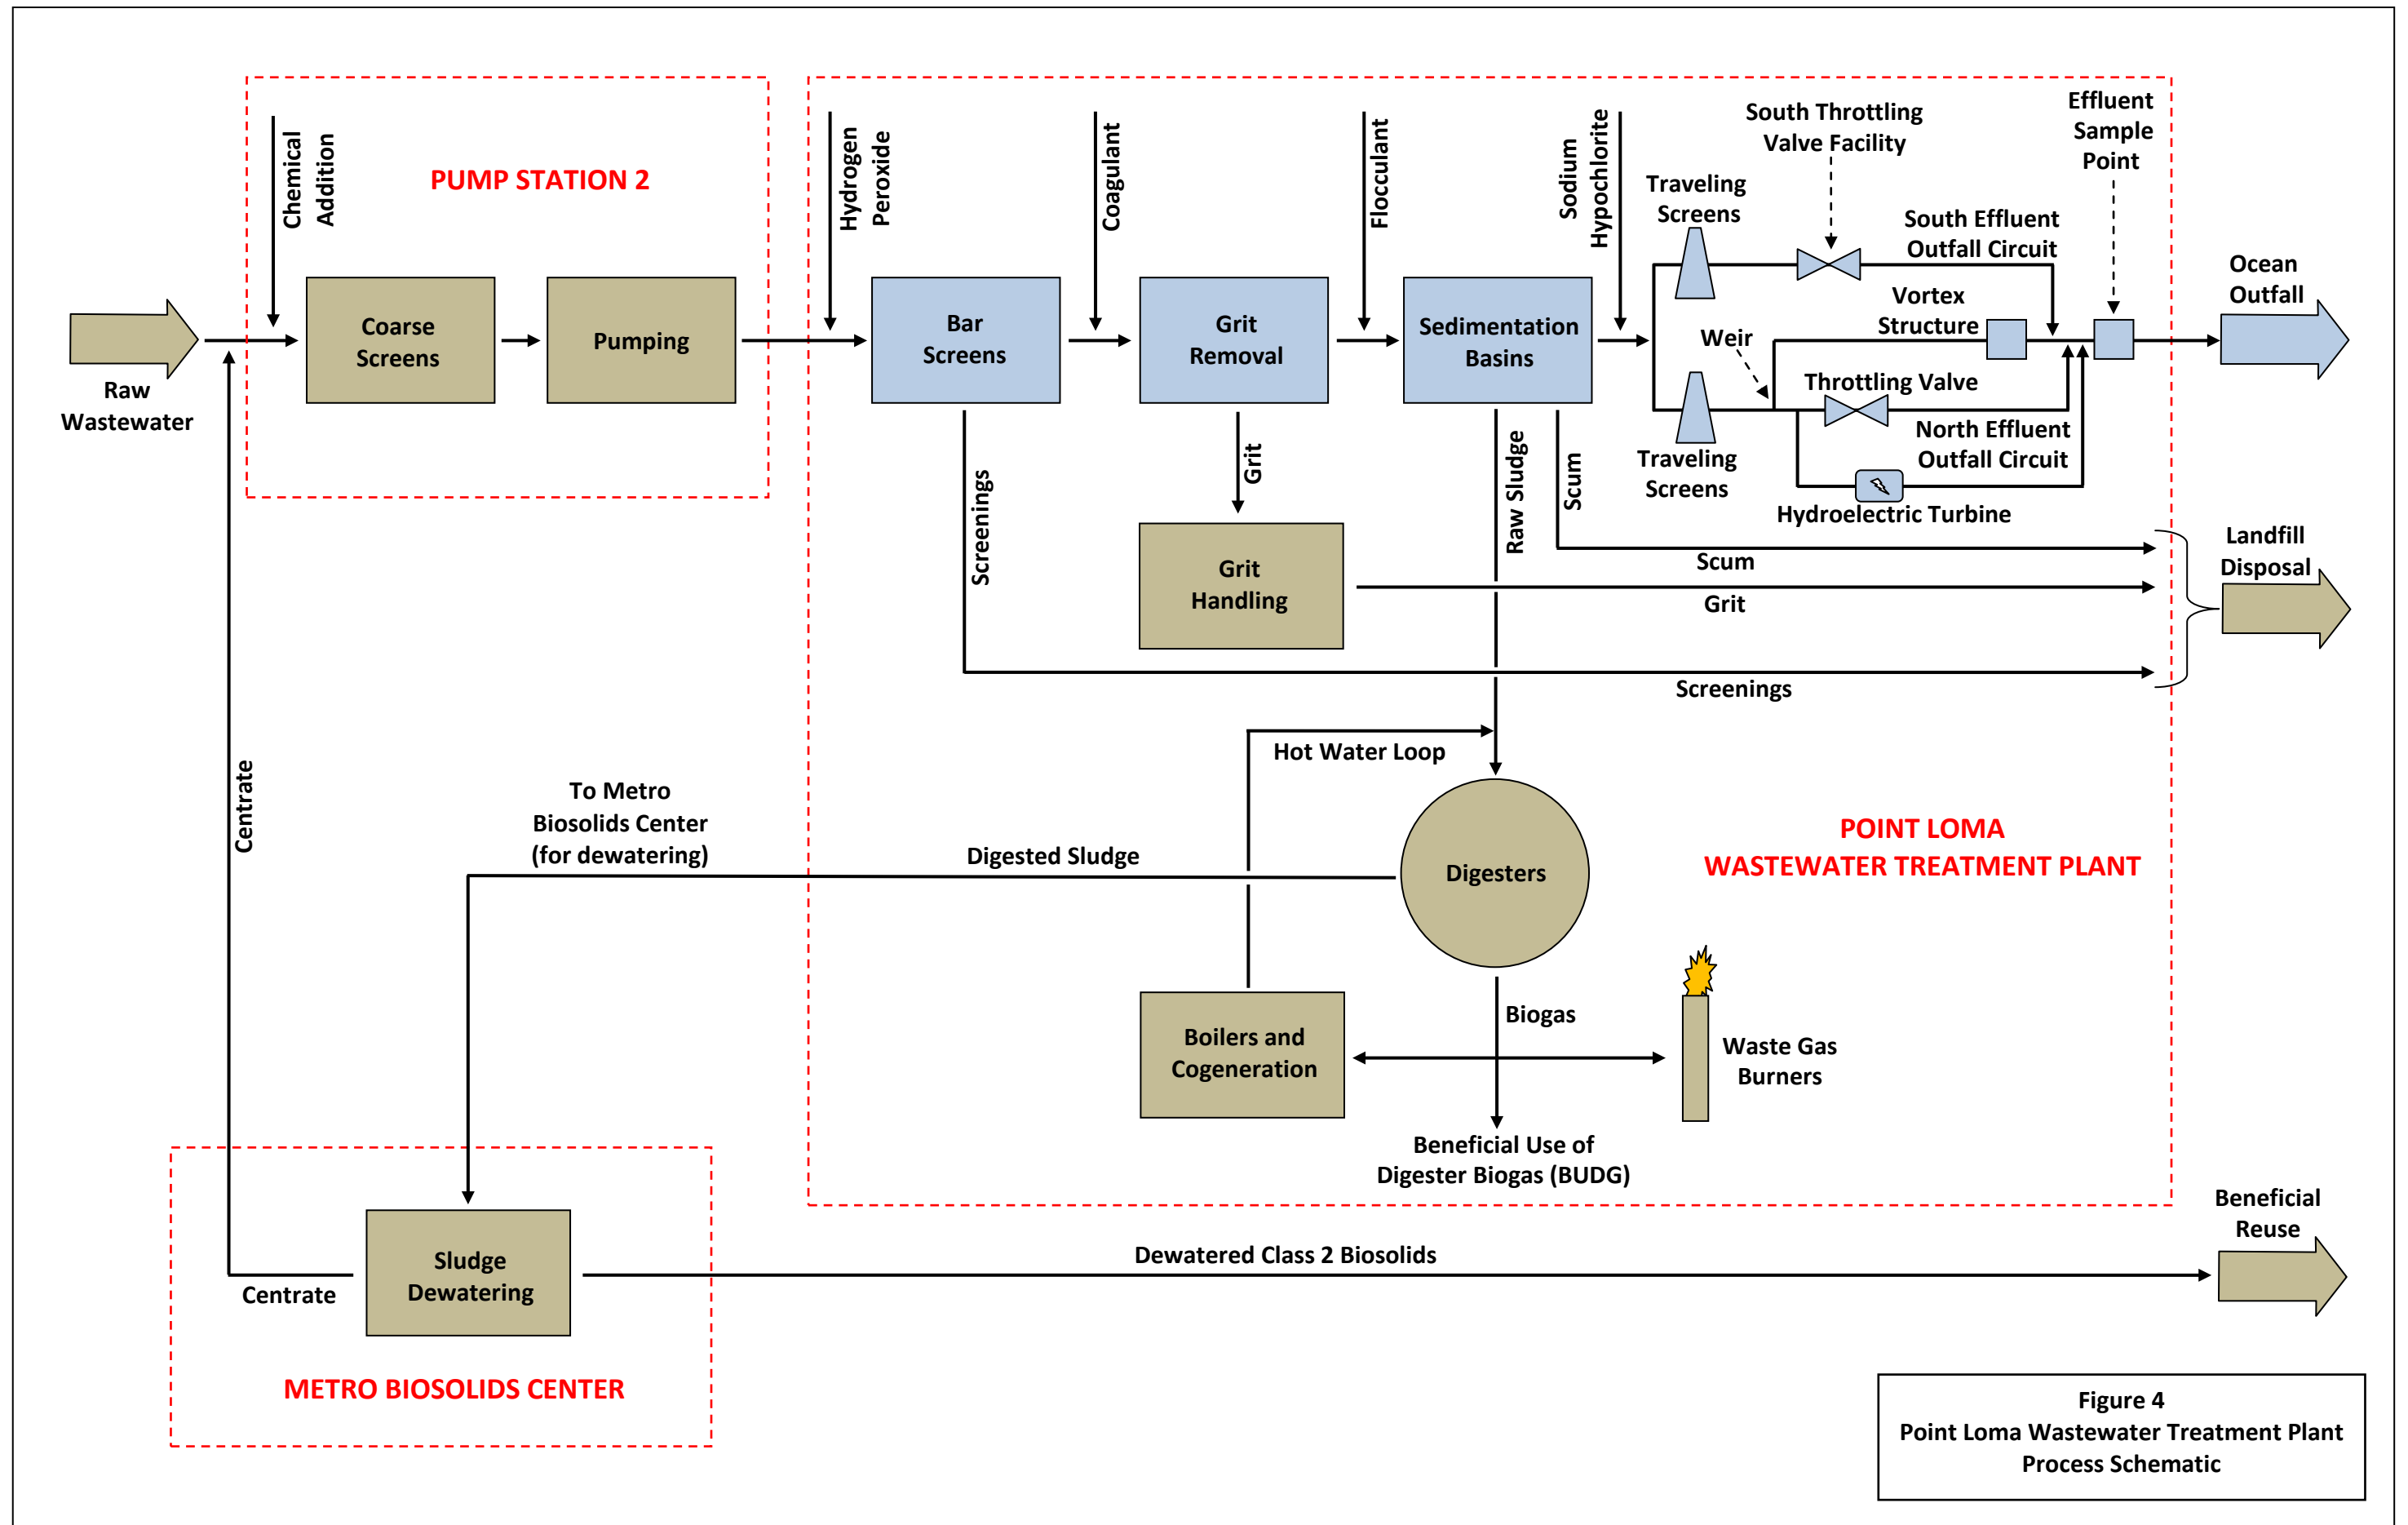 Chemical
Addition
PUMP STATION 2
Coarse
Screens
Pumping
Raw
Wastewater
Hydrogen
Peroxide
Coagulant
Flocculant
Sodium
Hypochlorite
Bar
Screens
Grit
Removal
Sedimentation
Basins
Traveling
Screens
South Throttling
Valve Facility
Effluent
Sample
Point
South Effluent
Outfall Circuit
Vortex
Structure
Weir
Throttling Valve
North Effluent
Outfall Circuit
Traveling
Screens
Hydroelectric Turbine
Ocean
Outfall
Screenings
Grit
Raw Sludge
Scum
Grit
Handling
Scum
Grit
Screenings
Landfill
Disposal
Hot Water Loop
Centrate
To Metro
Biosolids Center
(for dewatering)
Digested Sludge
Digesters
POINT LOMA
WASTEWATER TREATMENT PLANT
Biogas
Boilers and
Cogeneration
Waste Gas
Burners
Beneficial Use of
Digester Biogas (BUDG)
Sludge
Dewatering
Centrate
Dewatered Class 2 Biosolids
Beneficial
Reuse
METRO BIOSOLIDS CENTER
Figure 4
Point Loma Wastewater Treatment Plant
Process Schematic